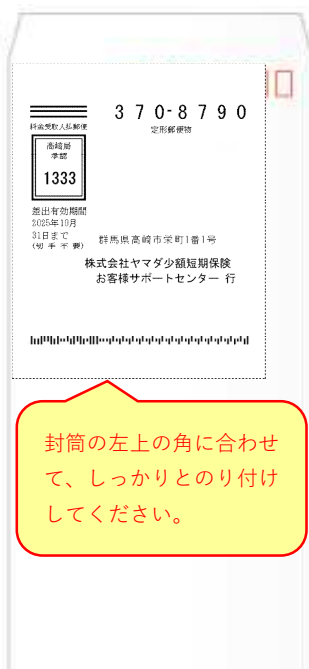 370-8790
料金受取人払郵便
定形郵便物
高崎局
承認
1333
差出有効期間
2025年10月
31日まで
(切手不要)
群馬県高崎市栄町1番1号
株式会社ヤマダ少額短期保険
お客様サポートセンター 行
封筒の左上の角に合わせ
て、しっかりとのり付け
してください。